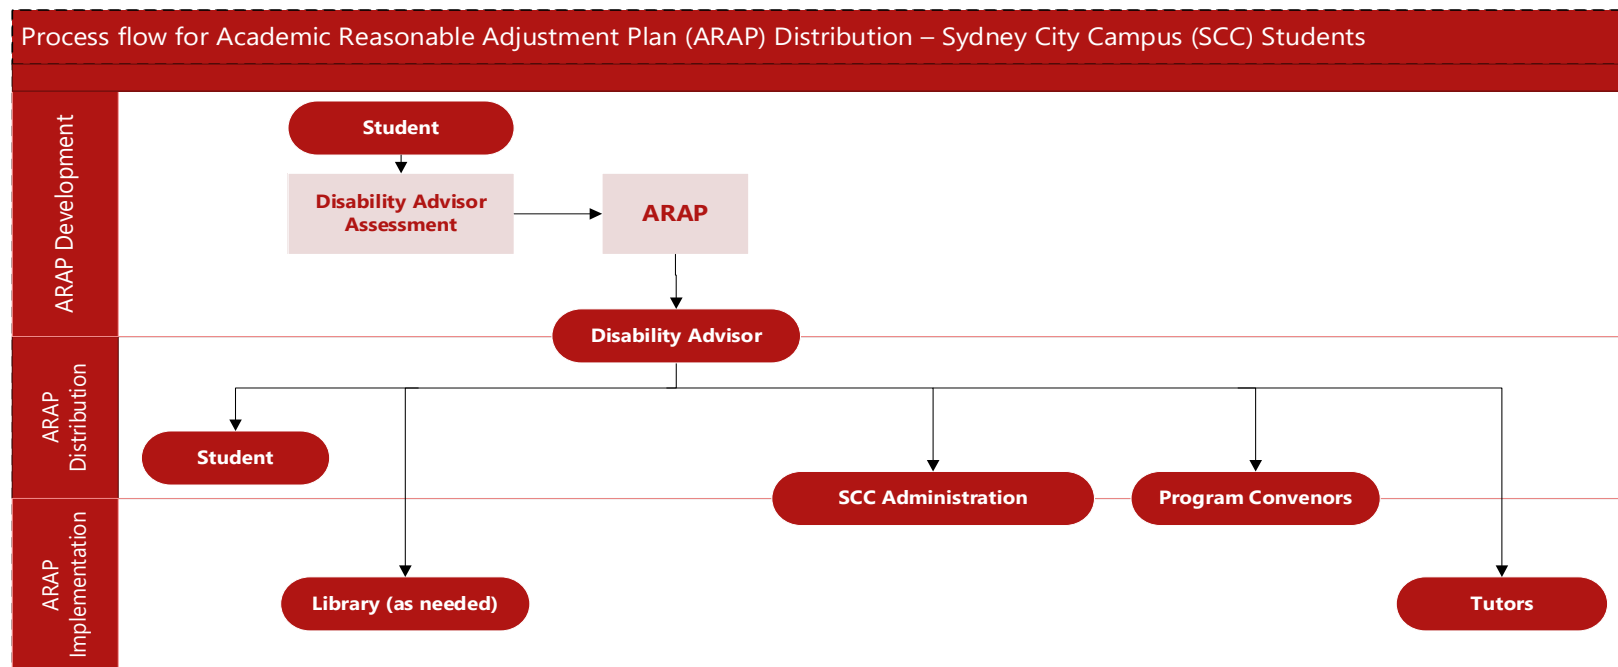 Process flow for Academic Reasonable Adjustment Plan (ARAP) Distribution – Sydney City Campus (SCC) Students
ARAP Development
Student
Disability Advisor
Assessment
ARAP
Disability Advisor
ARAP
Distribution
Student
SCC Administration
Program Convenors
ARAP
Implementation
Library (as needed)
Tutors